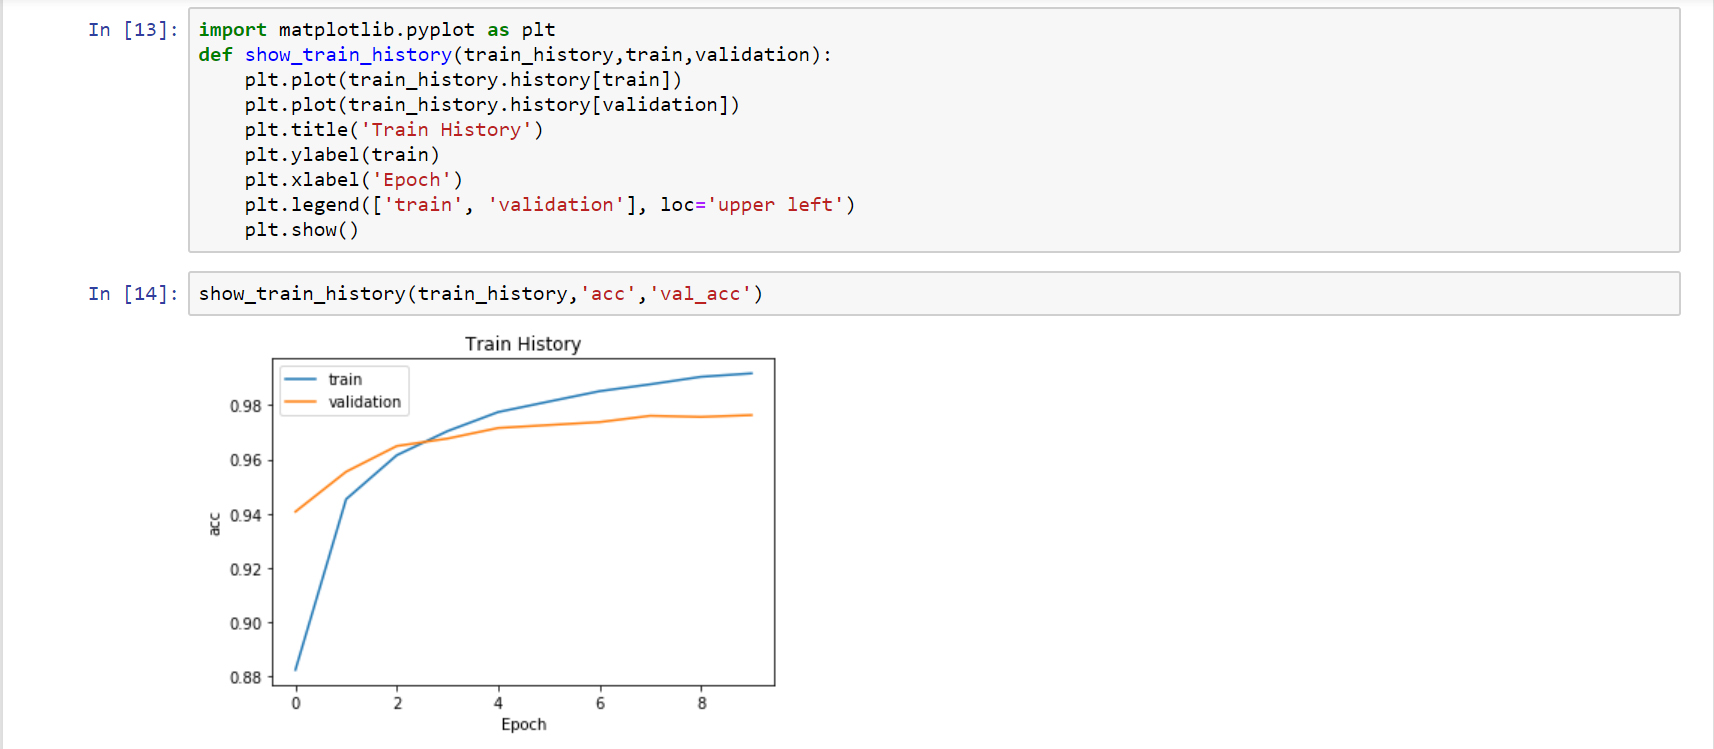 In [13]: import matplotlib.pyplot as plt
def show_train_history(train_history,train,validation):
    plt.plot(train_history.history[train])
    plt.plot(train_history.history[validation])
    plt.title('Train History')
    plt.ylabel(train)
    plt.xlabel('Epoch')
    plt.legend(['train', 'validation'], loc='upper left')
    plt.show()
In [14]: show_train_history(train_history,'acc','val_acc')
Train History
train
validation
0.98
0.96
0.94
0.92
0.90
0.88
acc
0 2 4 6 8
Epoch